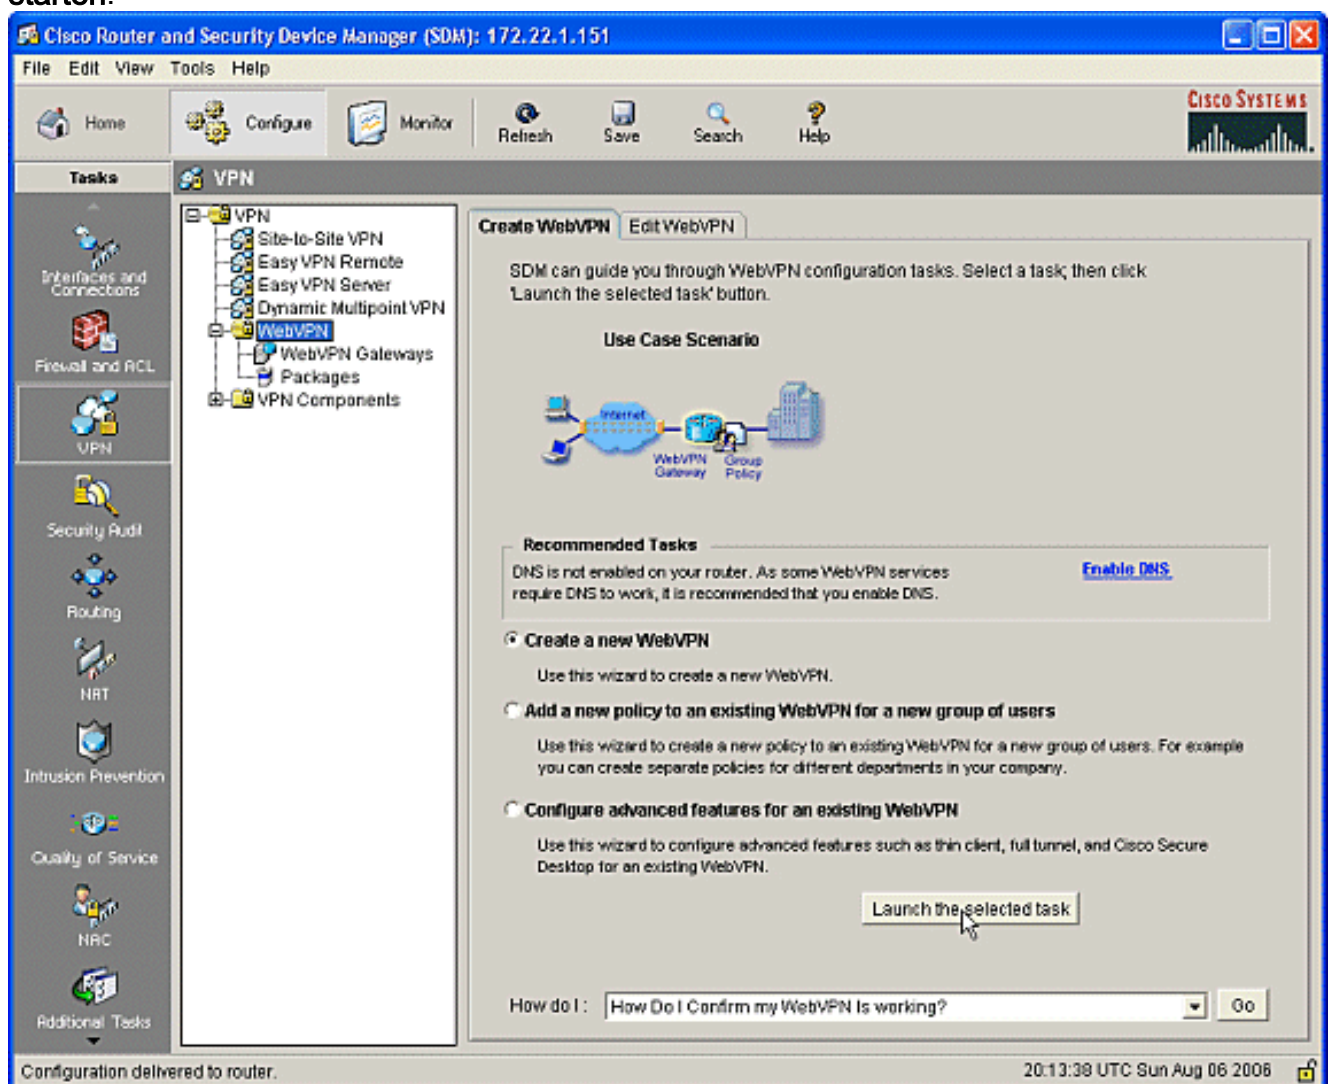 starten.
Cisco Router and Security Device Manager (SDM): 172.22.1.151
File Edit View Tools Help
Home Configure Monitor Refresh Save Search Help
CISCO SYSTEMS
Tasks
VPN
Interfaces and
Connections
Firewall and ACL
VPN
Security Audit
Routing
NAT
Intrusion Prevention
Quality of Service
NAC
Additional Tasks
VPN
Site-to-Site VPN
Easy VPN Remote
Easy VPN Server
Dynamic Multipoint VPN
WebVPN
WebVPN Gateways
Packages
VPN Components
Create WebVPN Edit WebVPN
SDM can guide you through WebVPN configuration tasks. Select a task; then click
'Launch the selected task' button.
Use Case Scenario
Internet
WebVPN
Gateway
Group
Policy
Recommended Tasks
DNS is not enabled on your router. As some WebVPN services
require DNS to work, it is recommended that you enable DNS.
Enable DNS
Create a new WebVPN
Use this wizard to create a new WebVPN.
Add a new policy to an existing WebVPN for a new group of users
Use this wizard to create a new policy to an existing WebVPN for a new group of users. For example
you can create separate policies for different departments in your company.
Configure advanced features for an existing WebVPN
Use this wizard to configure advanced features such as thin client, full tunnel, and Cisco Secure
Desktop for an existing WebVPN.
Launch the selected task
How do I : How Do I Confirm my WebVPN Is working? Go
Configuration delivered to router.
20:13:38 UTC Sun Aug 06 2006